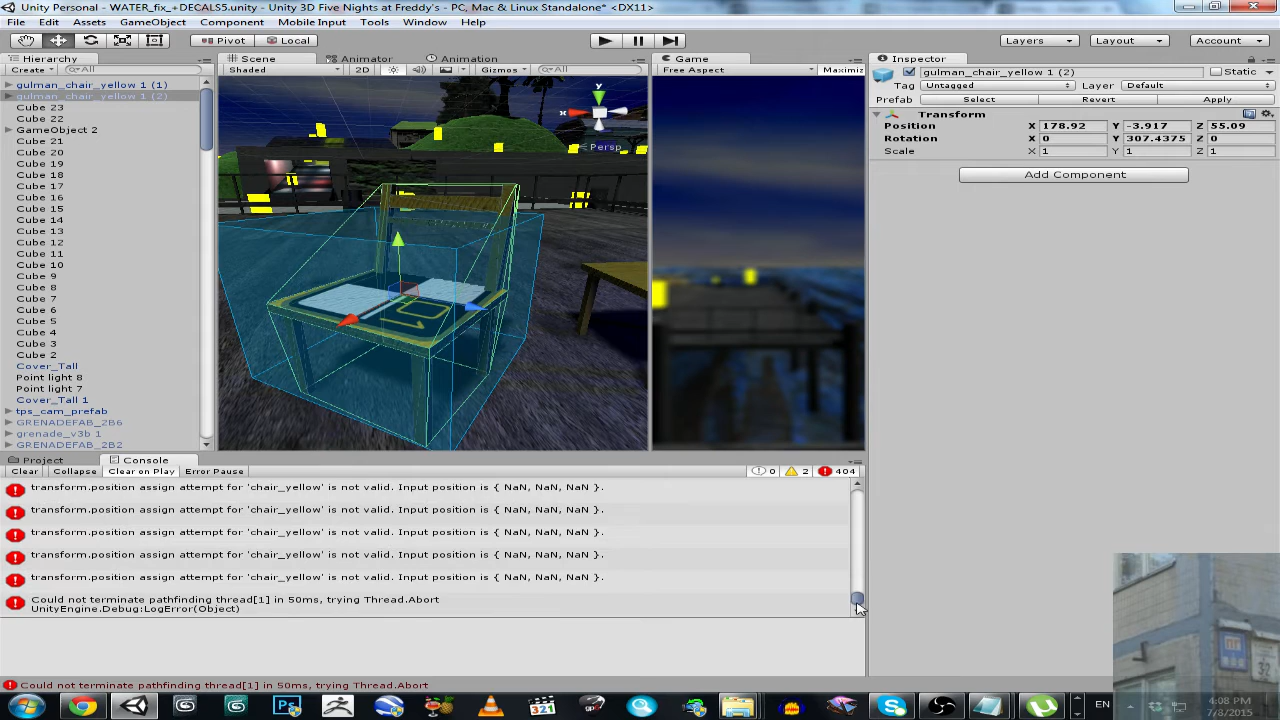 Unity Personal - WATER_fix_+DECALS5.unity - Unity 3D Five Nights at Freddy's - PC, Mac & Linux Standalone* <DX11>
File Edit Assets GameObject Component Mobile Input Tools Window Help
Pivot Local Layers Layout Account
Hierarchy Scene Animator Animation Game Inspector
Create All Shaded 2D Gizmos All Free Aspect Maximiz
gulman_chair_yellow 1 (2) Static
Tag Untagged Layer Default
Prefab Select Revert Apply
Transform
Position X 178.92 Y -3.917 Z 55.09
Rotation X 0 Y 307.4375 Z 0
Scale X 1 Y 1 Z 1
Add Component
y
x
Persp
gulman_chair_yellow 1 (1)
gulman_chair_yellow 1 (2)
Cube 23
Cube 22
GameObject 2
Cube 21
Cube 20
Cube 19
Cube 18
Cube 17
Cube 16
Cube 15
Cube 14
Cube 13
Cube 12
Cube 11
Cube 10
Cube 9
Cube 8
Cube 7
Cube 6
Cube 5
Cube 4
Cube 3
Cube 2
Cover_Tall
Point light 8
Point light 7
Cover_Tall 1
tps_cam_prefab
GRENADEFAB_2B6
grenade_v3b 1
GRENADEFAB_2B2
Project Console
Clear Collapse Clear on Play Error Pause 0 2 404
transform.position assign attempt for 'chair_yellow' is not valid. Input position is { NaN, NaN, NaN }.
transform.position assign attempt for 'chair_yellow' is not valid. Input position is { NaN, NaN, NaN }.
transform.position assign attempt for 'chair_yellow' is not valid. Input position is { NaN, NaN, NaN }.
transform.position assign attempt for 'chair_yellow' is not valid. Input position is { NaN, NaN, NaN }.
transform.position assign attempt for 'chair_yellow' is not valid. Input position is { NaN, NaN, NaN }.
Could not terminate pathfinding thread[1] in 50ms, trying Thread.Abort
UnityEngine.Debug:LogError(Object)
Could not terminate pathfinding thread[1] in 50ms, trying Thread.Abort
32
321
EN
4:08 PM
7/8/2015